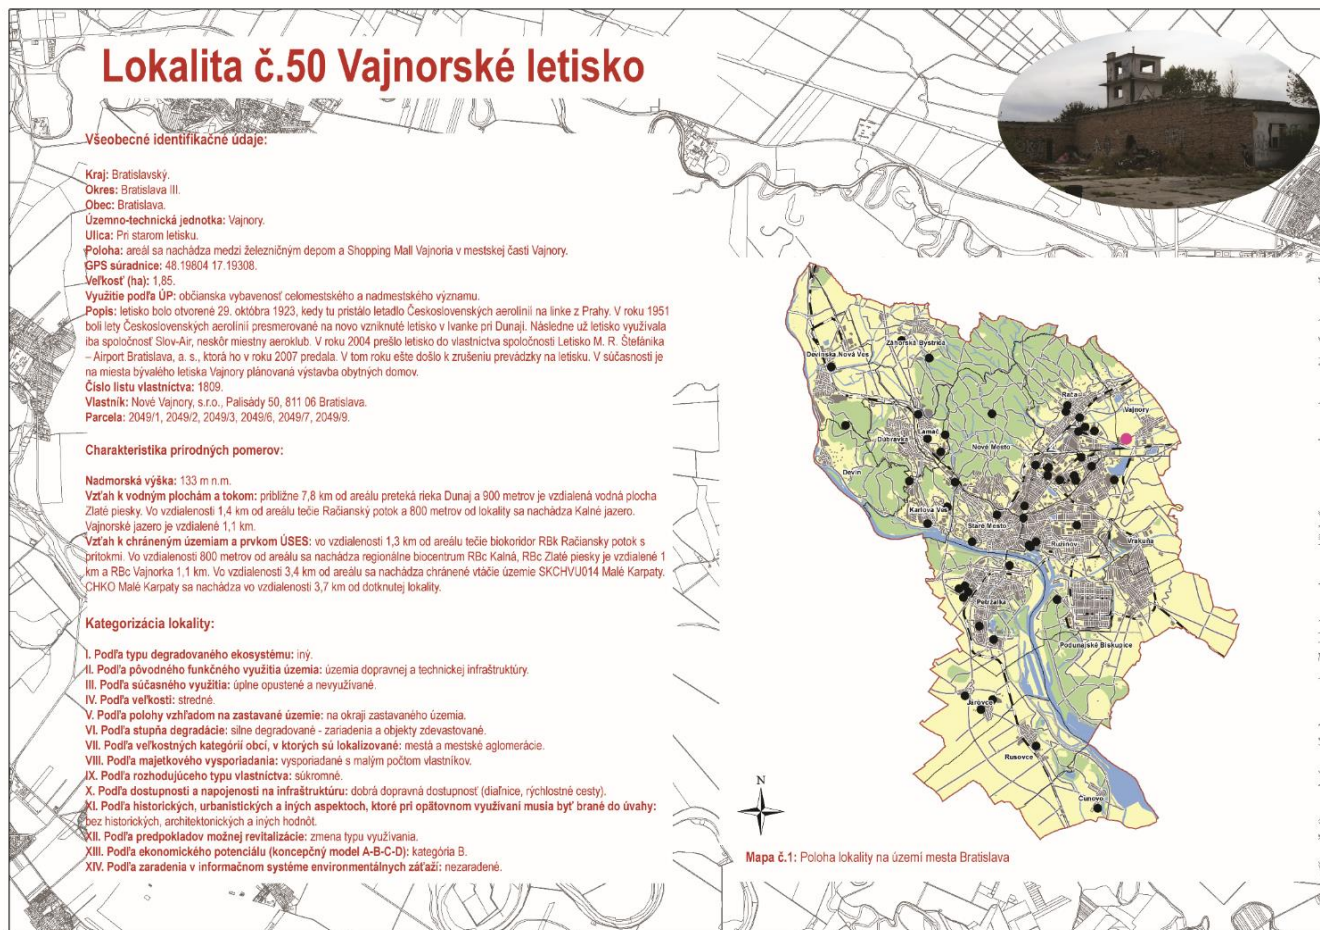 Lokalita č.50 Vajnorské letisko
Všeobecné identifikačné údaje:
Kraj: Bratislavský.
Okres: Bratislava III.
Obec: Bratislava.
Územno-technická jednotka: Vajnory.
Ulica: Pri starom letisku.
Poloha: areál sa nachádza medzi železničným depom a Shopping Mall Vajnoria v mestskej časti Vajnory.
GPS súradnice: 48.19804 17.19308.
Veľkosť (ha): 1,85.
Využitie podľa ÚP: občianska vybavenosť celomestského a nadmestského významu.
Popis: letisko bolo otvorené 29. októbra 1923, kedy tu pristálo letadlo Československých aerolinií na linke z Prahy. V roku 1951
boli lety Československých aerolinií presmerované na novo vzniknuté letisko v Ivanke pri Dunaji. Následne už letisko využívala
iba spoločnosť Slov-Air, neskôr miestny aeroklub. V roku 2004 prešlo letisko do vlastníctva spoločnosti Letisko M. R. Štefánika
– Airport Bratislava, a. s., ktorá ho v roku 2007 predala. V tom roku ešte došlo k zrušeniu prevádzky na letisku. V súčasnosti je
na miesta bývalého letiska Vajnory plánovaná výstavba obytných domov.
Číslo listu vlastníctva: 1809.
Vlastník: Nové Vajnory, s.r.o., Palisády 50, 811 06 Bratislava.
Parcela: 2049/1, 2049/2, 2049/3, 2049/6, 2049/7, 2049/9.
Charakteristika prírodných pomerov:
Nadmorská výška: 133 m n.m.
Vzťah k vodným plochám a tokom: približne 7,8 km od areálu preteká rieka Dunaj a 900 metrov je vzdialená vodná plocha
Zlaté piesky. Vo vzdialenosti 1,4 km od areálu tečie Račianský potok a 800 metrov od lokality sa nachádza Kalné jazero.
Vajnorské jazero je vzdialené 1,1 km.
Vzťah k chráneným územiam a prvkom ÚSES: vo vzdialenosti 1,3 km od areálu tečie biokoridor RBk Račiansky potok s
prítokmi. Vo vzdialenosti 800 metrov od areálu sa nachádza regionálne biocentrum RBc Kalná, RBc Zlaté piesky je vzdialené 1
km a RBc Vajnorka 1,1 km. Vo vzdialenosti 3,4 km od areálu sa nachádza chránené vtáčie územie SKCHVU014 Malé Karpaty.
CHKO Malé Karpaty sa nachádza vo vzdialenosti 3,7 km od dotknutej lokality.
Kategorizácia lokality:
I. Podľa typu degradovaného ekosystému: iný.
II. Podľa pôvodného funkčného využitia územia: územia dopravnej a technickej infraštruktúry.
III. Podľa súčasného využitia: úplne opustené a nevyužívané.
IV. Podľa veľkosti: stredné.
V. Podľa polohy vzhľadom na zastavané územie: na okraji zastavaného územia.
VI. Podľa stupňa degradácie: silne degradované - zariadenia a objekty zdevastované.
VII. Podľa veľkostných kategórií obcí, v ktorých sú lokalizované: mestá a mestské aglomerácie.
VIII. Podľa majetkového vysporiadania: vysporiadané s malým počtom vlastníkov.
IX. Podľa rozhodujúceho typu vlastníctva: súkromné.
X. Podľa dostupnosti a napojenosti na infraštruktúru: dobrá dopravná dostupnosť (diaľnice, rýchlostné cesty).
XI. Podľa historických, urbanistických a iných aspektoch, ktoré pri opätovnom využívaní musia byť brané do úvahy:
bez historických, architektonických a iných hodnôt.
XII. Podľa predpokladov možnej revitalizácie: zmena typu využívania.
XIII. Podľa ekonomického potenciálu (koncepčný model A-B-C-D): kategória B.
XIV. Podľa zaradenia v informačnom systéme environmentálnych záťaží: nezaradené.
Záhorská Bystrica
Devínska Nová Ves
Rača
Vajnory
Lamač
Dúbravka
Nové Mesto
Devín
Karlova Ves
Staré Mesto
Ružinov
Vrakuňa
Petržalka
Podunajské Biskupice
Jarovce
Rusovce
Čunovo
N
Mapa č.1: Poloha lokality na území mesta Bratislava